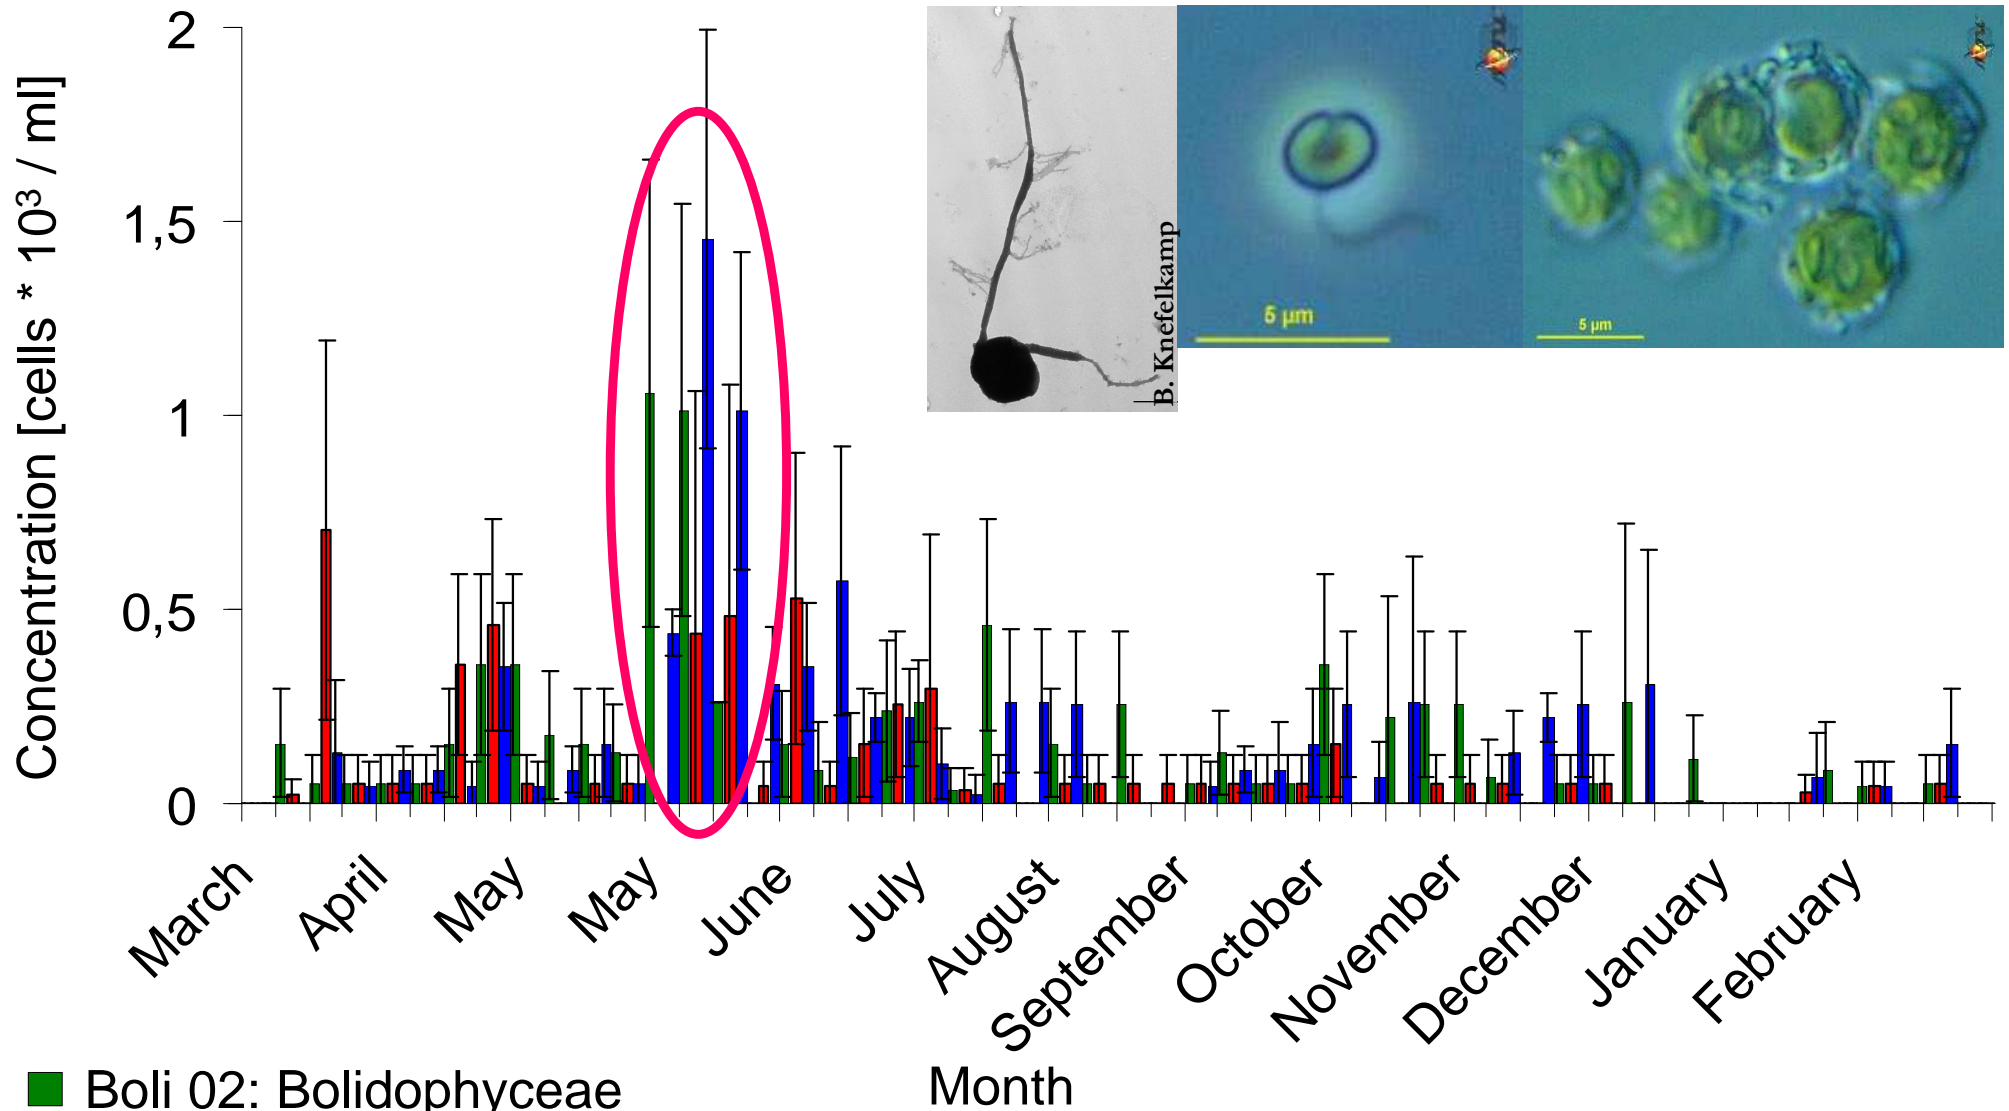 Concentration [cells * 10³ / ml]
2
1,5
1
0,5
0
B. Knefelkamp
5 µm
5 µm
March
April
May
May
June
July
August
September
October
November
December
January
February
Month
Boli 02: Bolidophyceae